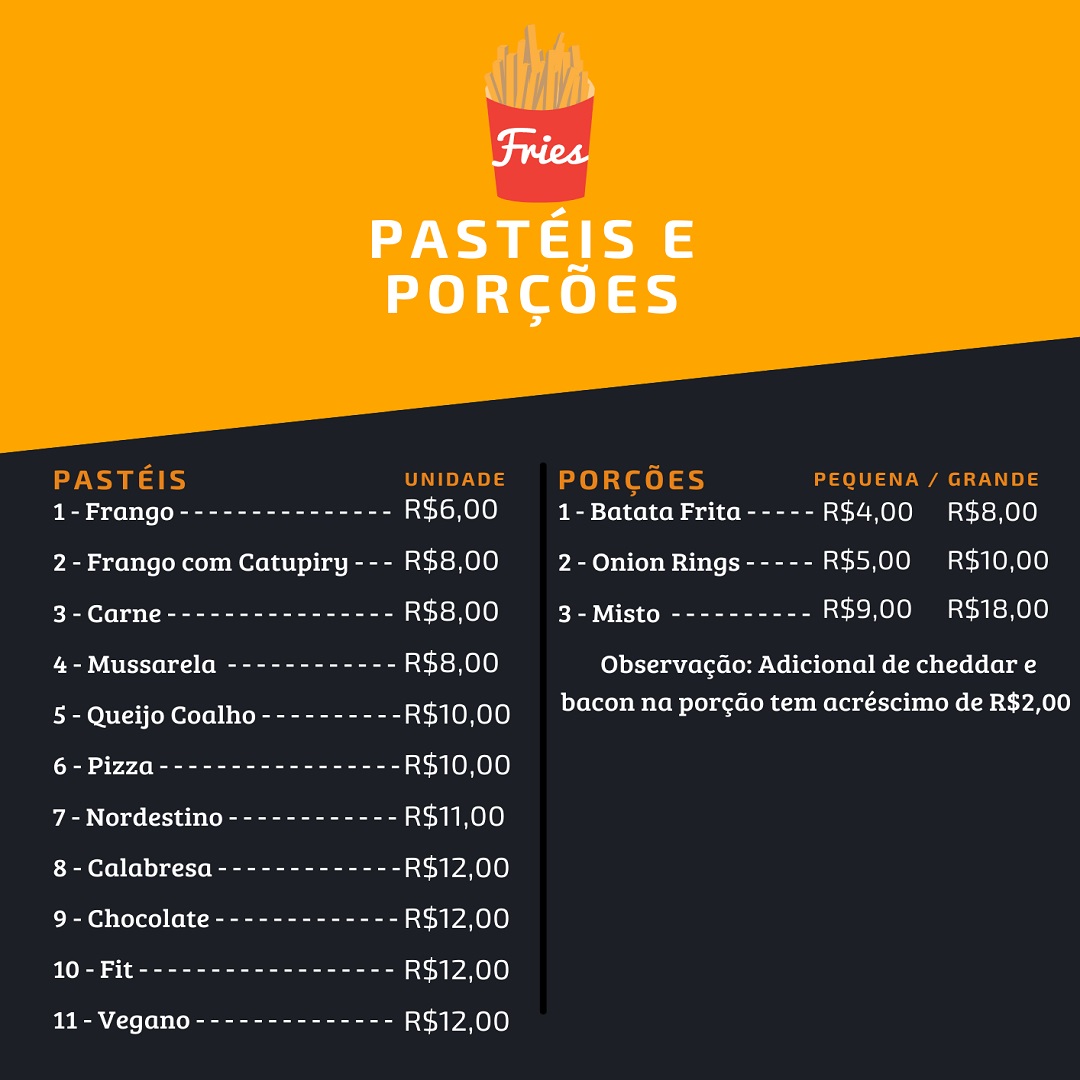 Fries
PASTÉIS E
PORÇÕES
PASTÉIS UNIDADE
1 - Frango - - - - - - - - - - - - - - - R$6,00
2 - Frango com Catupiry - - - R$8,00
3 - Carne - - - - - - - - - - - - - - - - R$8,00
4 - Mussarela - - - - - - - - - - - - R$8,00
5 - Queijo Coalho - - - - - - - - - - R$10,00
6 - Pizza - - - - - - - - - - - - - - - - - R$10,00
7 - Nordestino - - - - - - - - - - - - R$11,00
8 - Calabresa - - - - - - - - - - - - - R$12,00
9 - Chocolate - - - - - - - - - - - - - R$12,00
10 - Fit - - - - - - - - - - - - - - - - - - R$12,00
11 - Vegano - - - - - - - - - - - - - - R$12,00
PORÇÕES PEQUENA / GRANDE
1 - Batata Frita - - - - - R$4,00 R$8,00
2 - Onion Rings - - - - - R$5,00 R$10,00
3 - Misto - - - - - - - - - - R$9,00 R$18,00
Observação: Adicional de cheddar e
bacon na porção tem acréscimo de R$2,00